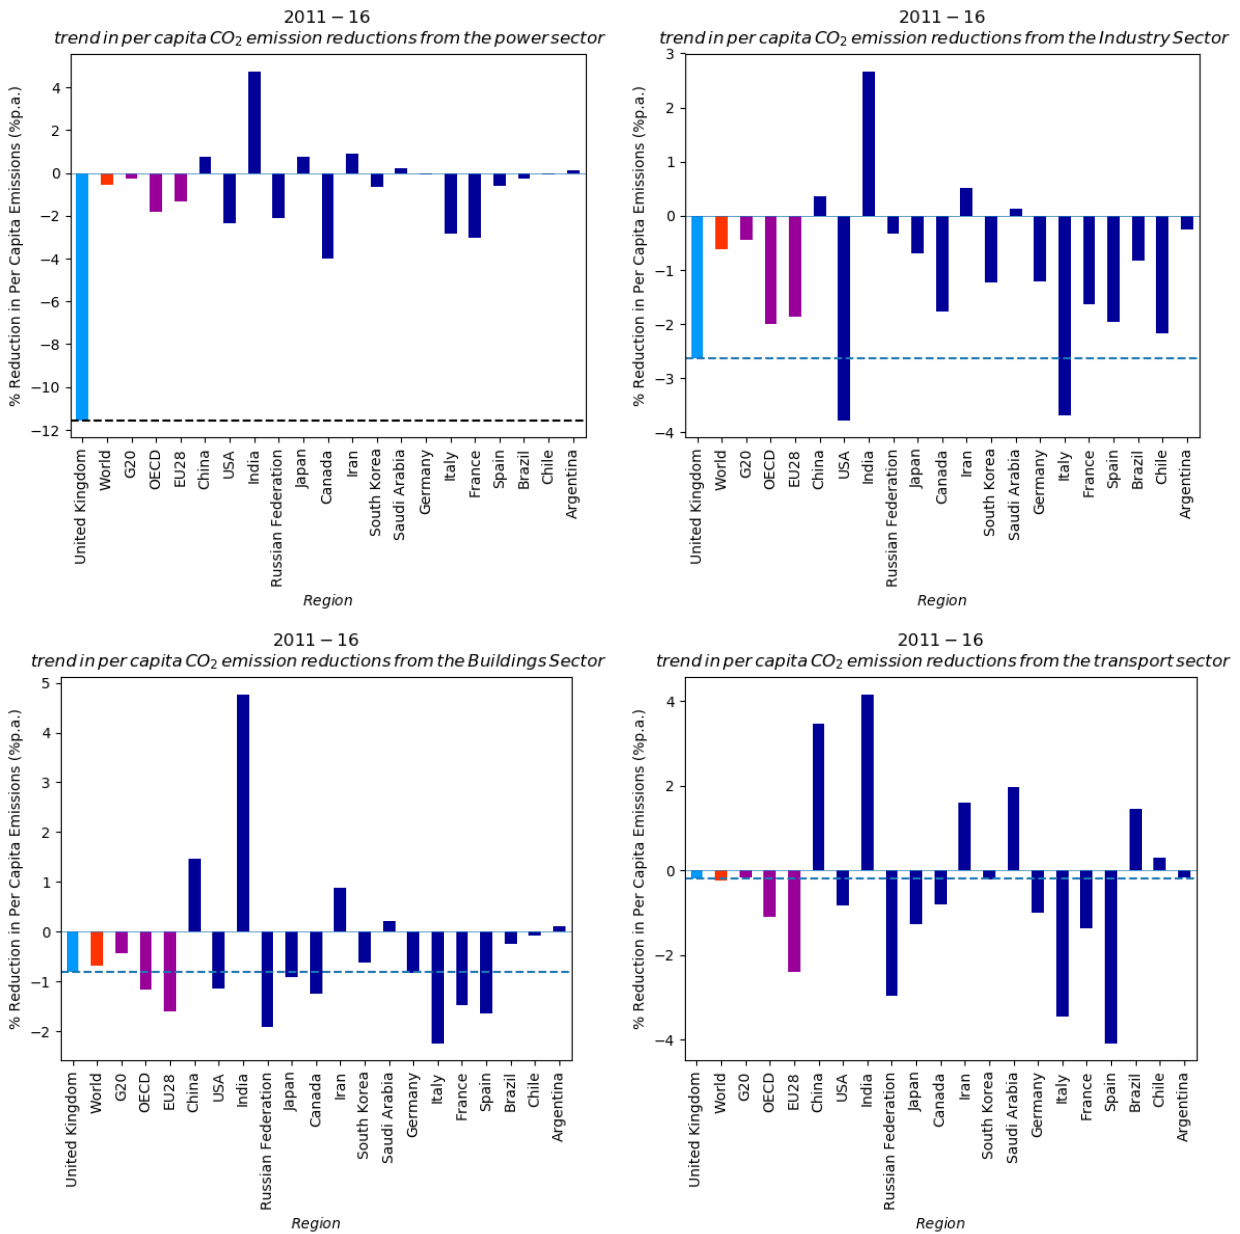 2011 − 16
trend in per capita CO₂ emission reductions from the power sector
% Reduction in Per Capita Emissions (%p.a.)
4
2
0
−2
−4
−6
−8
−10
−12
United Kingdom
World
G20
OECD
EU28
China
USA
India
Russian Federation
Japan
Canada
Iran
South Korea
Saudi Arabia
Germany
Italy
France
Spain
Brazil
Chile
Argentina
Region
2011 − 16
trend in per capita CO₂ emission reductions from the Industry Sector
% Reduction in Per Capita Emissions (%p.a.)
3
2
1
0
−1
−2
−3
−4
United Kingdom
World
G20
OECD
EU28
China
USA
India
Russian Federation
Japan
Canada
Iran
South Korea
Saudi Arabia
Germany
Italy
France
Spain
Brazil
Chile
Argentina
Region
2011 − 16
trend in per capita CO₂ emission reductions from the Buildings Sector
% Reduction in Per Capita Emissions (%p.a.)
5
4
3
2
1
0
−1
−2
United Kingdom
World
G20
OECD
EU28
China
USA
India
Russian Federation
Japan
Canada
Iran
South Korea
Saudi Arabia
Germany
Italy
France
Spain
Brazil
Chile
Argentina
Region
2011 − 16
trend in per capita CO₂ emission reductions from the transport sector
% Reduction in Per Capita Emissions (%p.a.)
4
2
0
−2
−4
United Kingdom
World
G20
OECD
EU28
China
USA
India
Russian Federation
Japan
Canada
Iran
South Korea
Saudi Arabia
Germany
Italy
France
Spain
Brazil
Chile
Argentina
Region